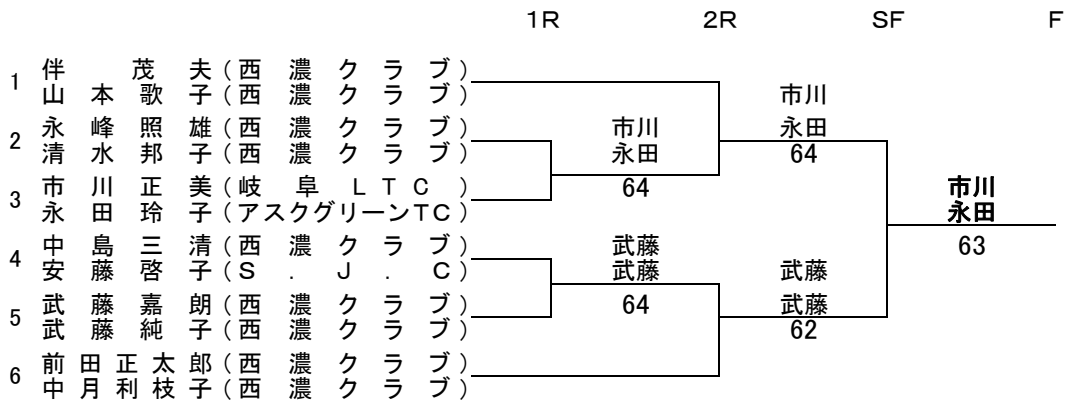 1R 2R SF F
1 伴茂夫(西濃クラブ)
山本歌子(西濃クラブ)
市川
永田
64
2 永峰照雄(西濃クラブ)
清水邦子(西濃クラブ)
市川
永田
64
3 市川正美(岐阜LTC)
永田玲子(アスクグリーンTC)
市川
永田
63
4 中島三清(西濃クラブ)
安藤啓子(S.J.C)
武藤
武藤
64
5 武藤嘉朗(西濃クラブ)
武藤純子(西濃クラブ)
武藤
武藤
62
6 前田正太郎(西濃クラブ)
中月利枝子(西濃クラブ)